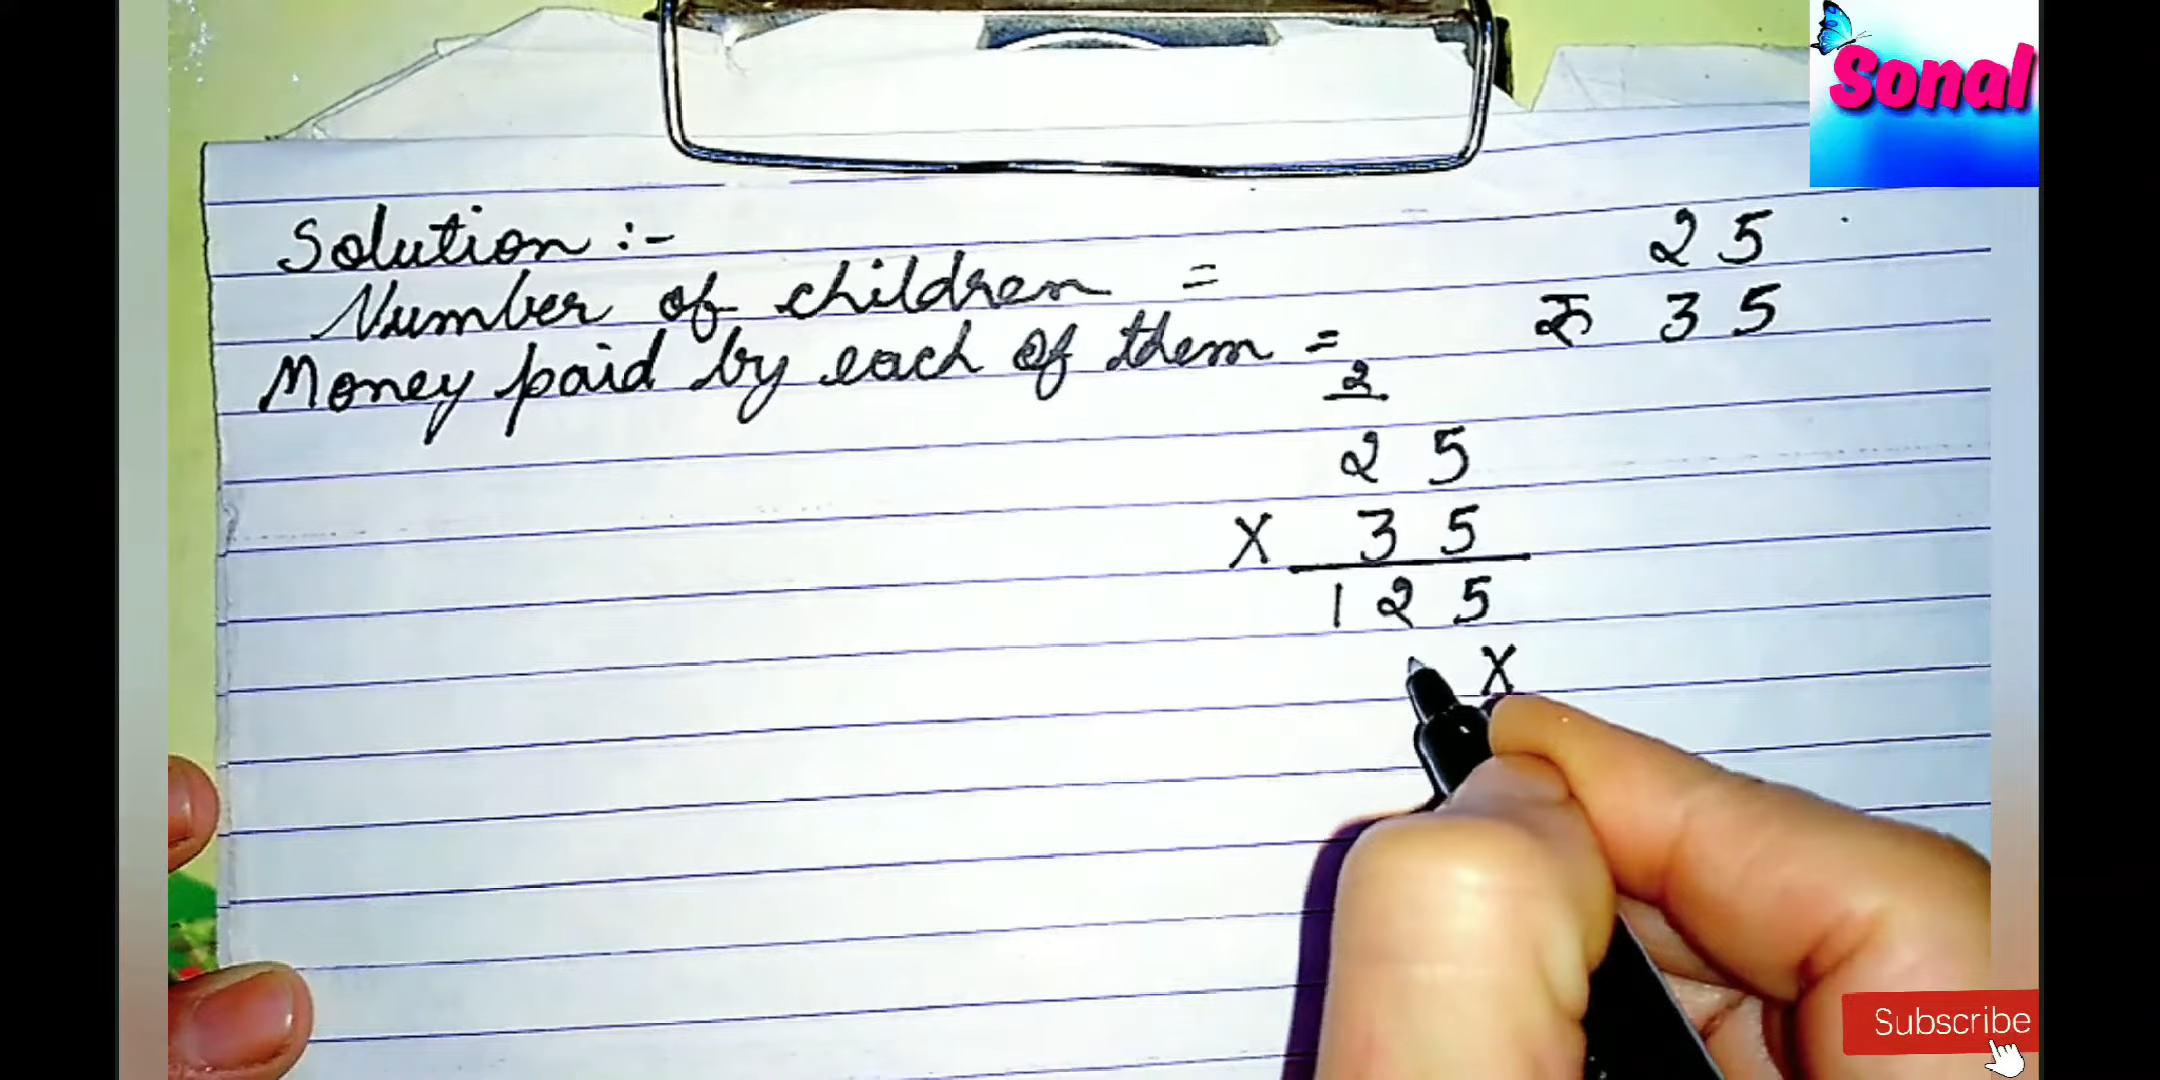 Sonal
Solution :-
Number of children = 25
Money paid by each of them = रू 35
2
25
X 35
125
X
Subscribe